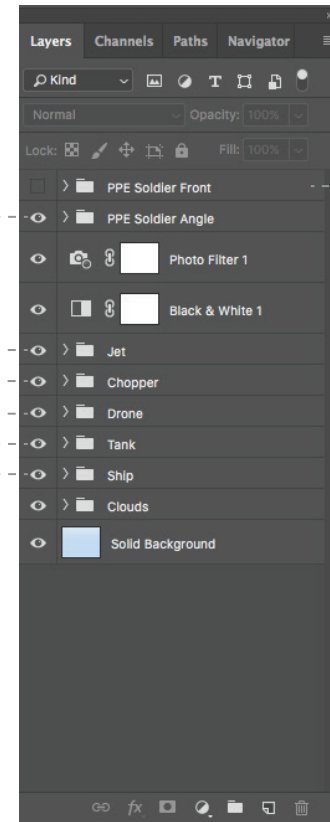 Layers Channels Paths Navigator
Kind
Normal Opacity: 100%
Lock: Fill: 100%
PPE Soldier Front
PPE Soldier Angle
Photo Filter 1
Black & White 1
Jet
Chopper
Drone
Tank
Ship
Clouds
Solid Background
fx